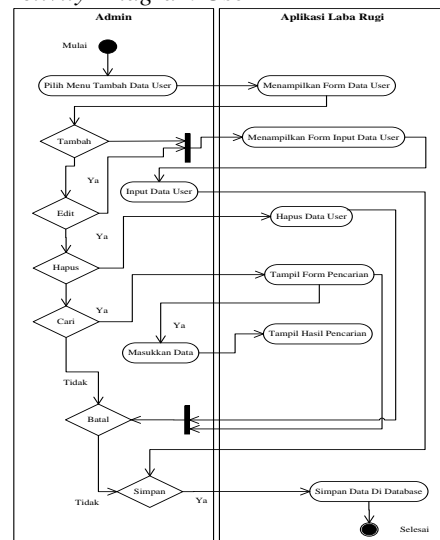 Admin
Aplikasi Laba Rugi
Mulai
Pilih Menu Tambah Data User
Menampilkan Form Data User
Tambah
Menampilkan Form Input Data User
Ya
Input Data User
Edit
Hapus Data User
Ya
Hapus
Tampil Form Pencarian
Ya
Cari
Ya
Tampil Hasil Pencarian
Masukkan Data
Tidak
Batal
Simpan
Simpan Data Di Database
Tidak
Ya
Selesai